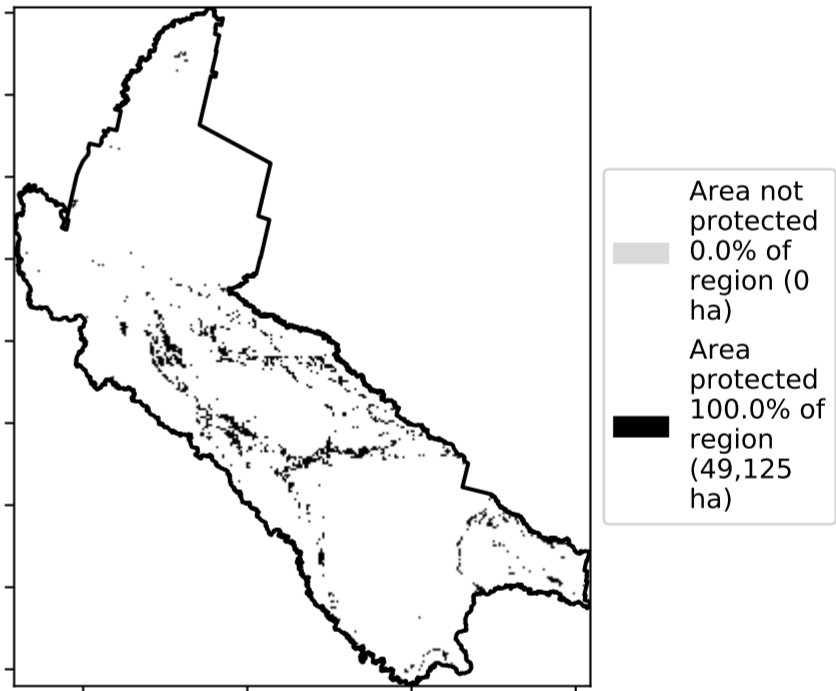 Area not
protected
0.0% of
region (0
ha)
Area
protected
100.0% of
region
(49,125
ha)